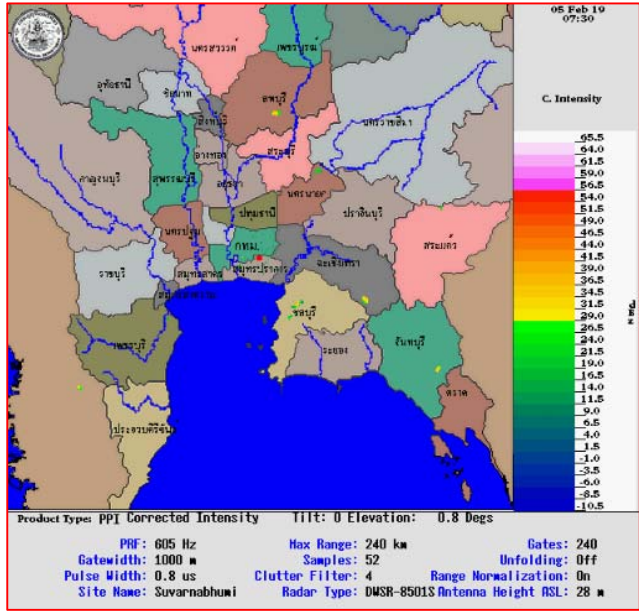 05 Feb 19
07:30
C. Intensity
65.5
64.0
61.5
59.0
56.5
54.0
51.5
49.0
46.5
44.0
41.5
39.0
36.5
34.0
31.5
29.0
26.5
24.0
21.5
19.0
16.5
14.0
11.5
9.0
6.5
4.0
1.5
-1.0
-3.5
-6.0
-8.5
-10.5
นครสวรรค์
เพชรบูรณ์
อุทัยธานี
ชัยนาท
ลพบุรี
สิงห์บุรี
นครราชสีมา
อ่างทอง
สระบุรี
กาญจนบุรี
สุพรรณบุรี
อยุธยา
นครนายก
ปราจีนบุรี
ปทุมธานี
นครปฐม
กทม.
สระแก้ว
ราชบุรี
สมุทรสาคร
สมุทรปราการ
ฉะเชิงเทรา
ชลบุรี
เพชรบุรี
ระยอง
จันทบุรี
ตราด
ประจวบคีรีขันธ์
Product Type: PPI Corrected Intensity Tilt: 0 Elevation: 0.8 Degs
PRF: 605 Hz Max Range: 240 km Gates: 240
Gatewidth: 1000 m Samples: 52 Unfolding: Off
Pulse Width: 0.8 us Clutter Filter: 4 Range Normalization: On
Site Name: Suvarnabhumi Radar Type: DWSR-8501S Antenna Height ASL: 28 m